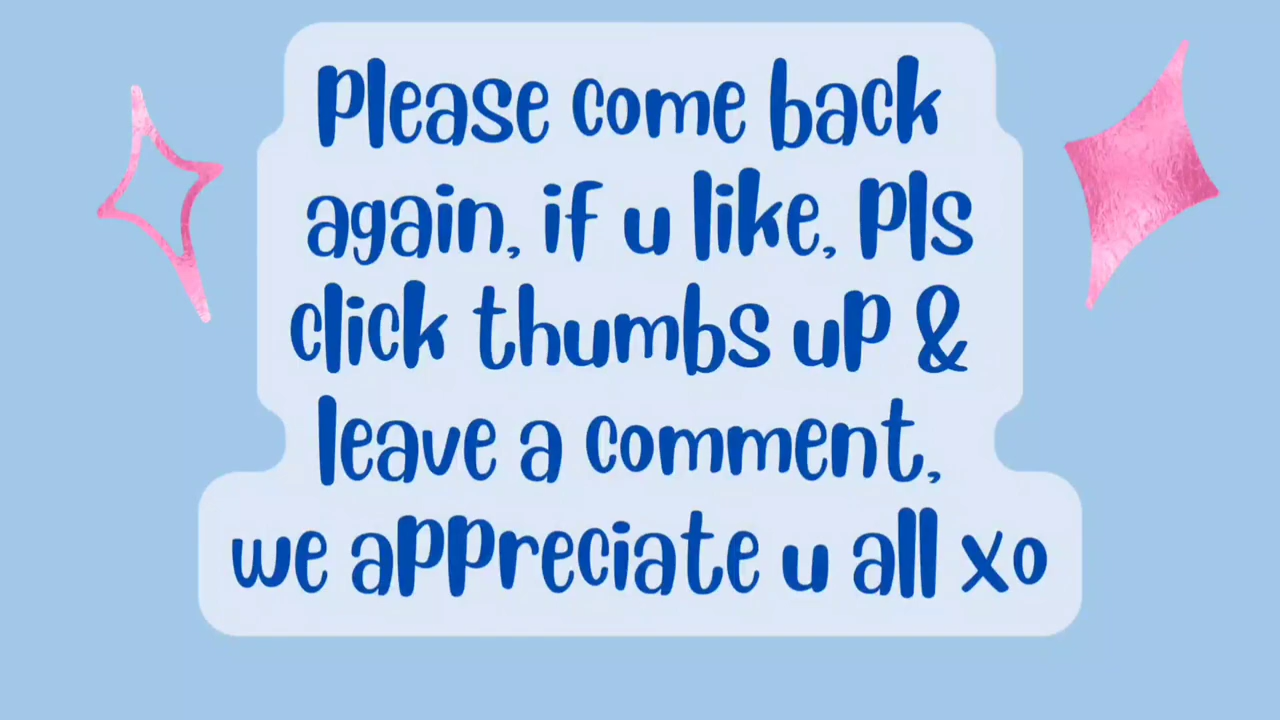 Please come back
again, if u like, pls
click thumbs up &
leave a comment,
we appreciate u all xo